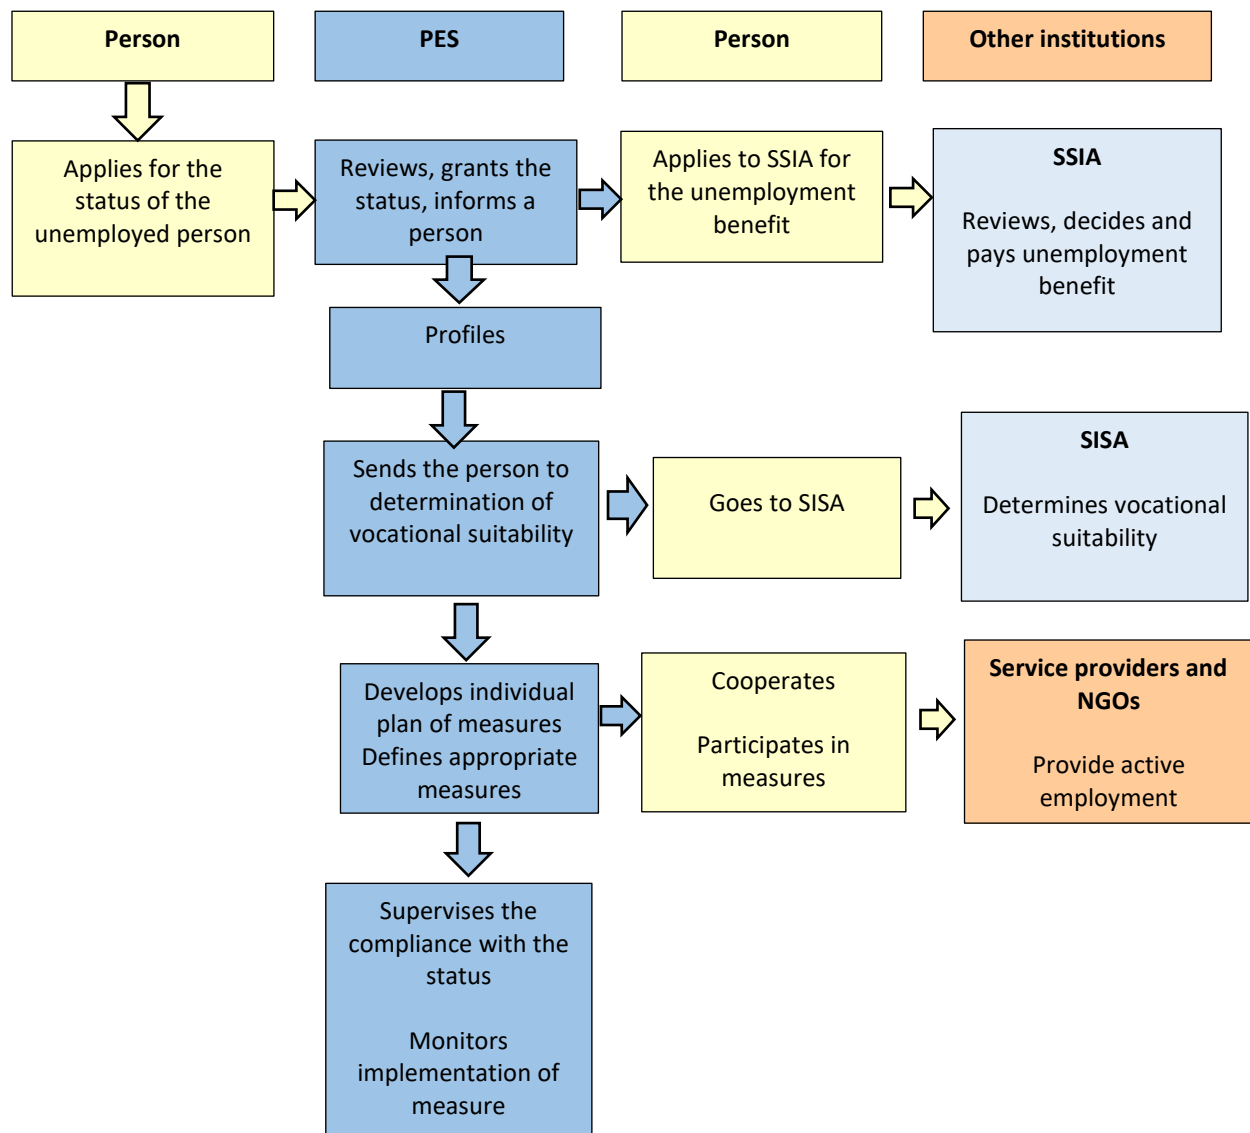 Person
PES
Person
Other institutions
Applies for the
status of the
unemployed person
Reviews, grants the
status, informs a
person
Applies to SSIA for
the unemployment
benefit
SSIA
Reviews, decides and
pays unemployment
benefit
Profiles
Sends the person to
determination of
vocational suitability
Goes to SISA
SISA
Determines vocational
suitability
Develops individual
plan of measures
Defines appropriate
measures
Cooperates
Participates in
measures
Service providers and
NGOs
Provide active
employment
Supervises the
compliance with the
status
Monitors
implementation of
measure